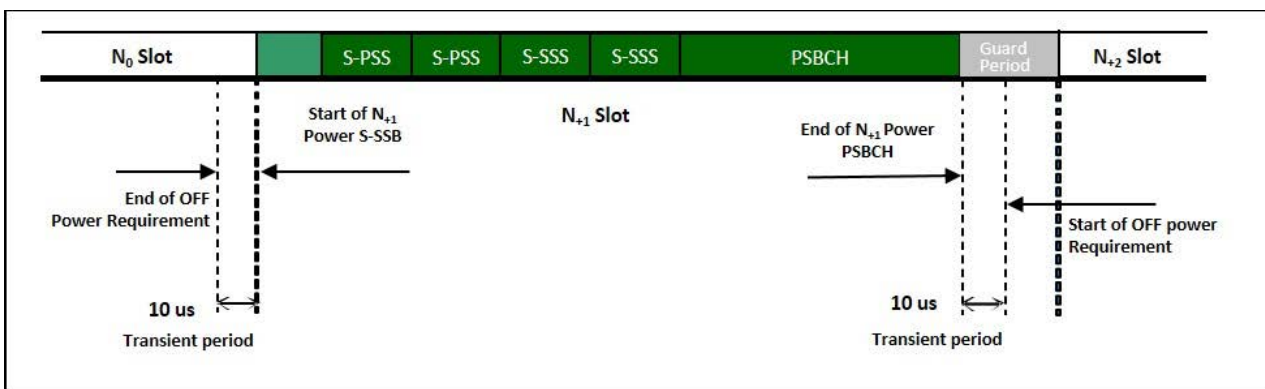 N₀ Slot
S-PSS
S-PSS
S-SSS
S-SSS
PSBCH
Guard
Period
N₊₂ Slot
Start of N₊₁
Power S-SSB
N₊₁ Slot
End of N₊₁ Power
PSBCH
End of OFF
Power Requirement
Start of OFF power
Requirement
10 us
Transient period
10 us
Transient period